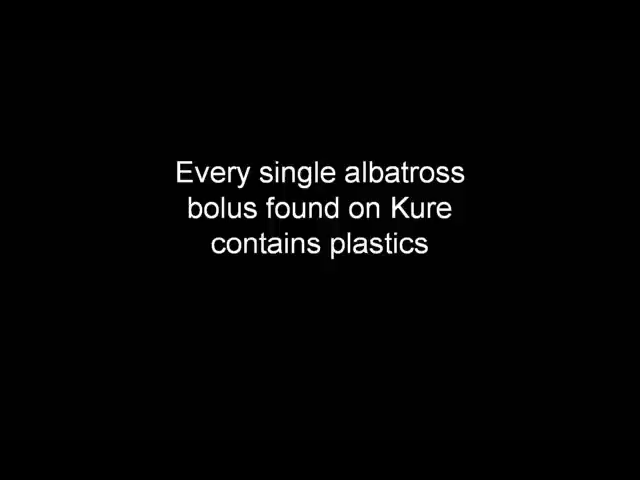 Every single albatross
bolus found on Kure
contains plastics